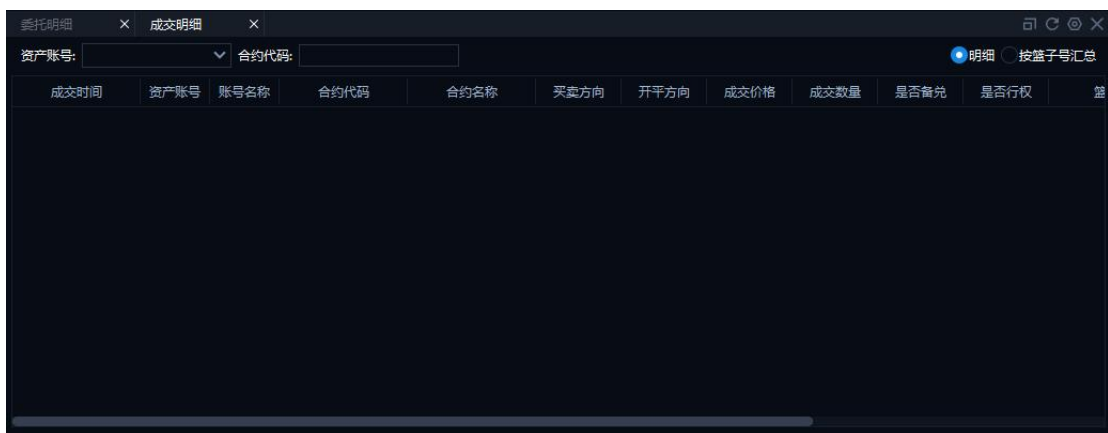 委托明细 成交明细
资产账号: 合约代码: 明细 按篮子号汇总
成交时间 资产账号 账号名称 合约代码 合约名称 买卖方向 开平方向 成交价格 成交数量 是否备兑 是否行权